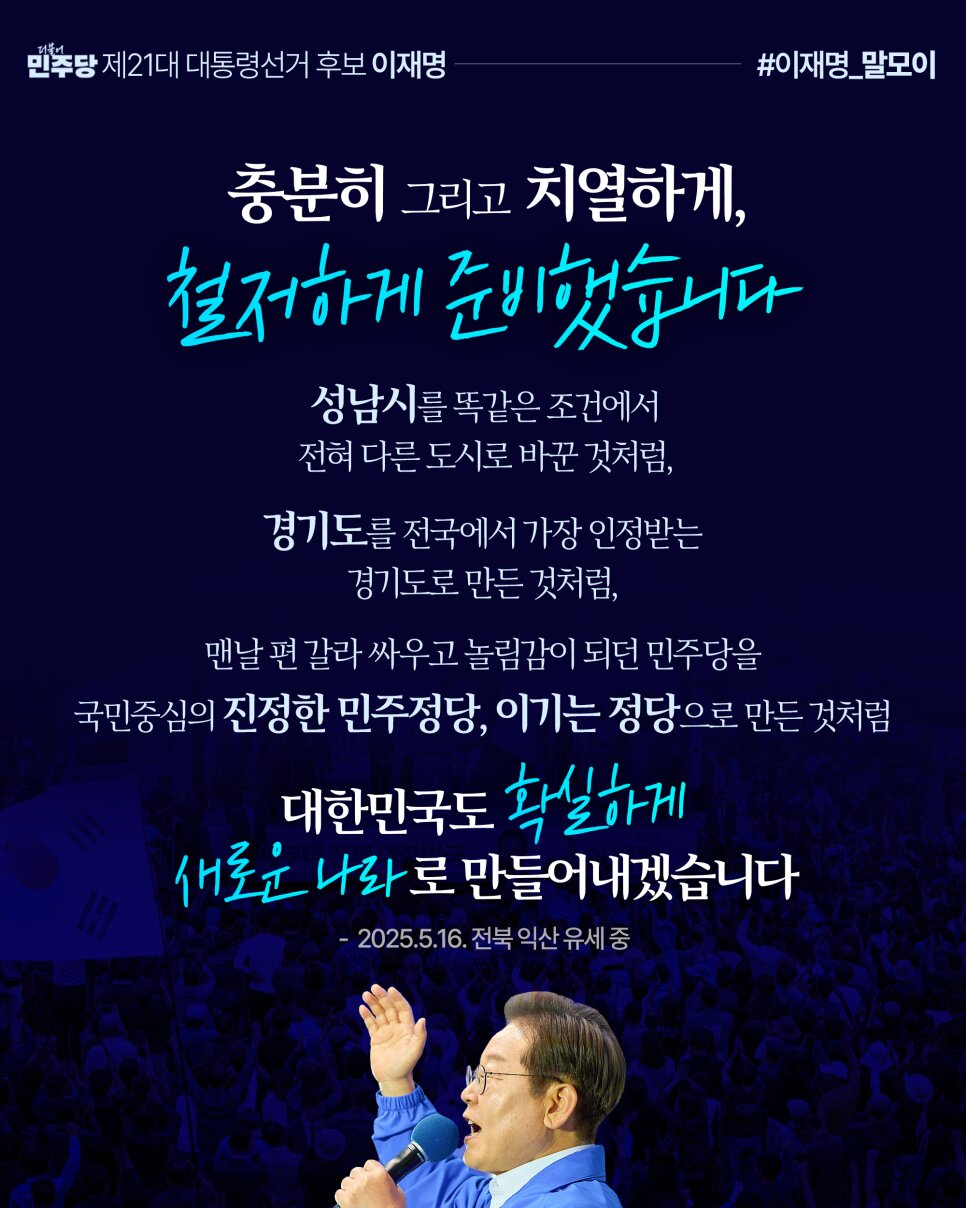 더불어
민주당 제21대 대통령선거 후보 이재명 #이재명_말모이
충분히 그리고 치열하게,
철저하게 준비했습니다
성남시를 똑같은 조건에서
전혀 다른 도시로 바꾼 것처럼,
경기도를 전국에서 가장 인정받는
경기도로 만든 것처럼,
맨날 편 갈라 싸우고 놀림감이 되던 민주당을
국민중심의 진정한 민주정당, 이기는 정당으로 만든 것처럼
대한민국도 확실하게
새로운 나라로 만들어내겠습니다
- 2025.5.16. 전북 익산 유세 중